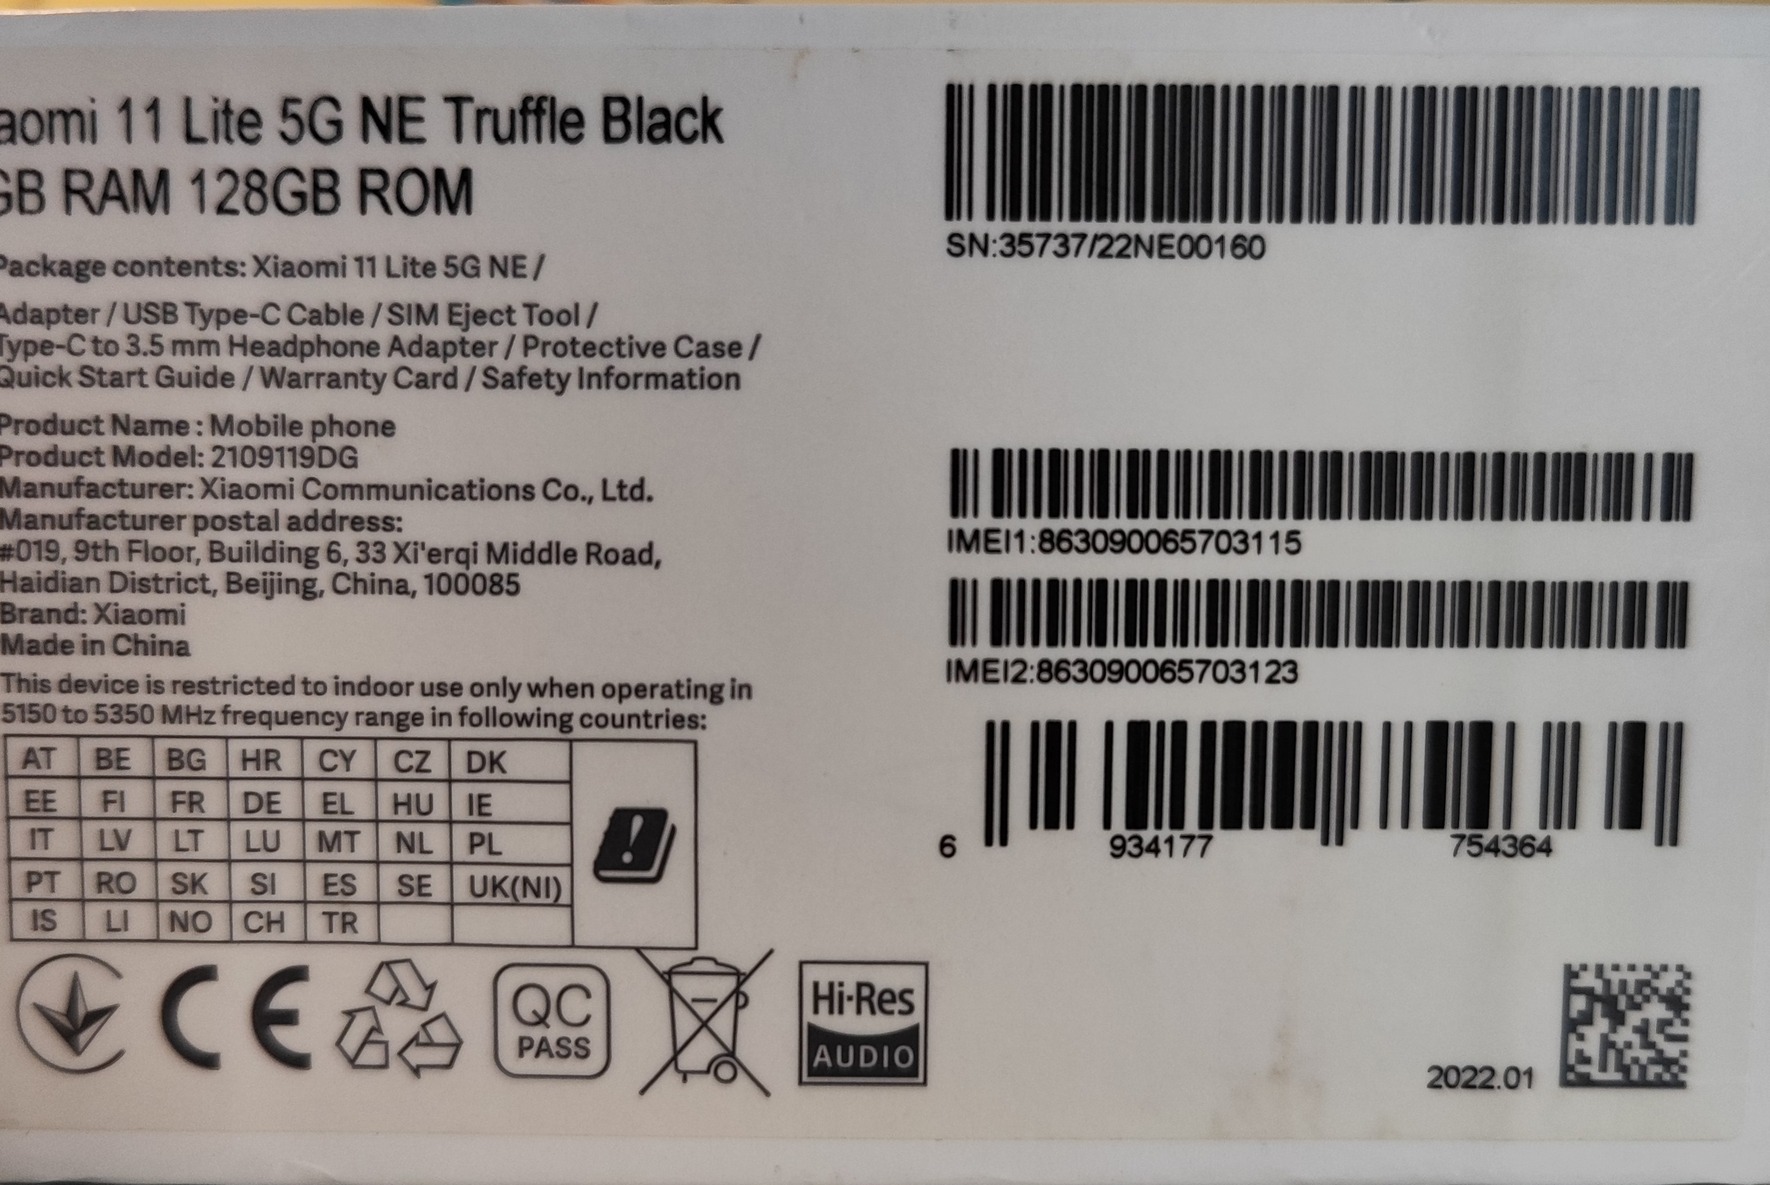 aomi 11 Lite 5G NE Truffle Black
GB RAM 128GB ROM
Package contents: Xiaomi 11 Lite 5G NE /
Adapter / USB Type-C Cable / SIM Eject Tool /
Type-C to 3.5 mm Headphone Adapter / Protective Case /
Quick Start Guide / Warranty Card / Safety Information
Product Name : Mobile phone
Product Model: 2109119DG
Manufacturer: Xiaomi Communications Co., Ltd.
Manufacturer postal address:
#019, 9th Floor, Building 6, 33 Xi'erqi Middle Road,
Haidian District, Beijing, China, 100085
Brand: Xiaomi
Made in China
This device is restricted to indoor use only when operating in
5150 to 5350 MHz frequency range in following countries:
AT BE BG HR CY CZ DK
EE FI FR DE EL HU IE
IT LV LT LU MT NL PL
PT RO SK SI ES SE UK(NI)
IS LI NO CH TR
CE
QC
PASS
Hi-Res
AUDIO
SN:35737/22NE00160
IMEI1:863090065703115
IMEI2:863090065703123
6 934177 754364
2022.01